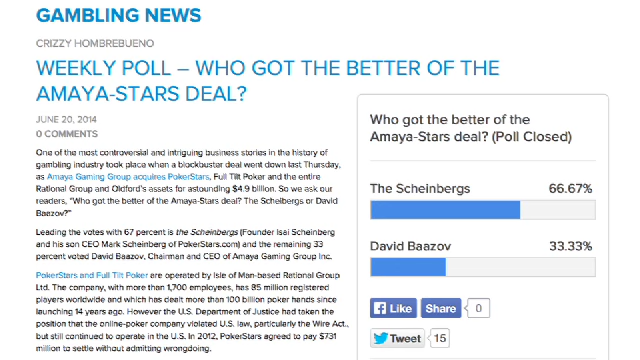 GAMBLING NEWS
CRIZZY HOMBREBUENO
WEEKLY POLL – WHO GOT THE BETTER OF THE
AMAYA-STARS DEAL?
JUNE 20, 2014
0 COMMENTS
One of the most controversial and intriguing business stories in the history of
gambling industry took place when a blockbuster deal went down last Thursday,
as Amaya Gaming Group acquires PokerStars, Full Tilt Poker and the entire
Rational Group and Oldford's assets for astounding $4.9 billion. So we ask our
readers, "Who got the better of the Amaya-Stars deal? The Scheinbergs or David
Baazov?"
Leading the votes with 67 percent is the Scheinbergs (Founder Isai Scheinberg
and his son CEO Mark Scheinberg of PokerStars.com) and the remaining 33
percent voted David Baazov, Chairman and CEO of Amaya Gaming Group Inc.
PokerStars and Full Tilt Poker are operated by Isle of Man-based Rational Group
Ltd. The company, with more than 1,700 employees, has 85 million registered
players worldwide and which has dealt more than 100 billion poker hands since
launching 14 years ago. However the U.S. Department of Justice had taken the
position that the online-poker company violated U.S. law, particularly the Wire Act,
but still continued to operate in the U.S. In 2012, PokerStars agreed to pay $731
million to settle without admitting wrongdoing.
Who got the better of the
Amaya-Stars deal? (Poll Closed)
The Scheinbergs 66.67%
David Baazov 33.33%
Like Share 0
Tweet 15